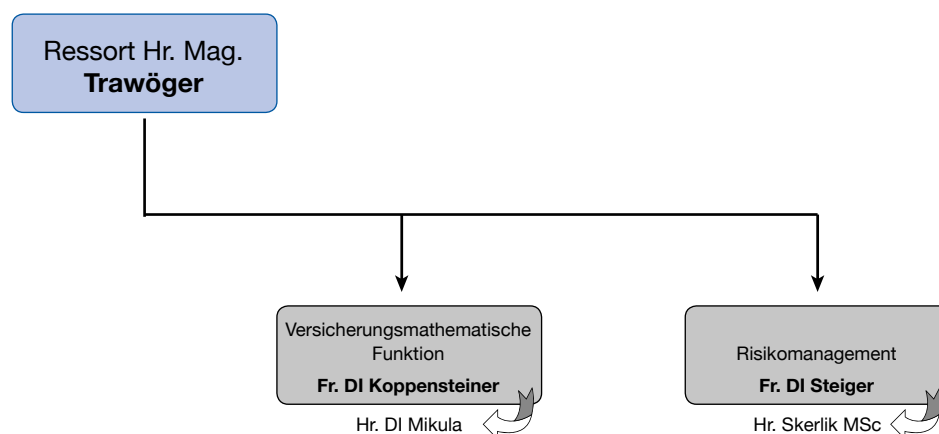 Ressort Hr. Mag.
Trawöger
Versicherungsmathematische
Funktion
Fr. DI Koppensteiner
Hr. DI Mikula
Risikomanagement
Fr. DI Steiger
Hr. Skerlik MSc